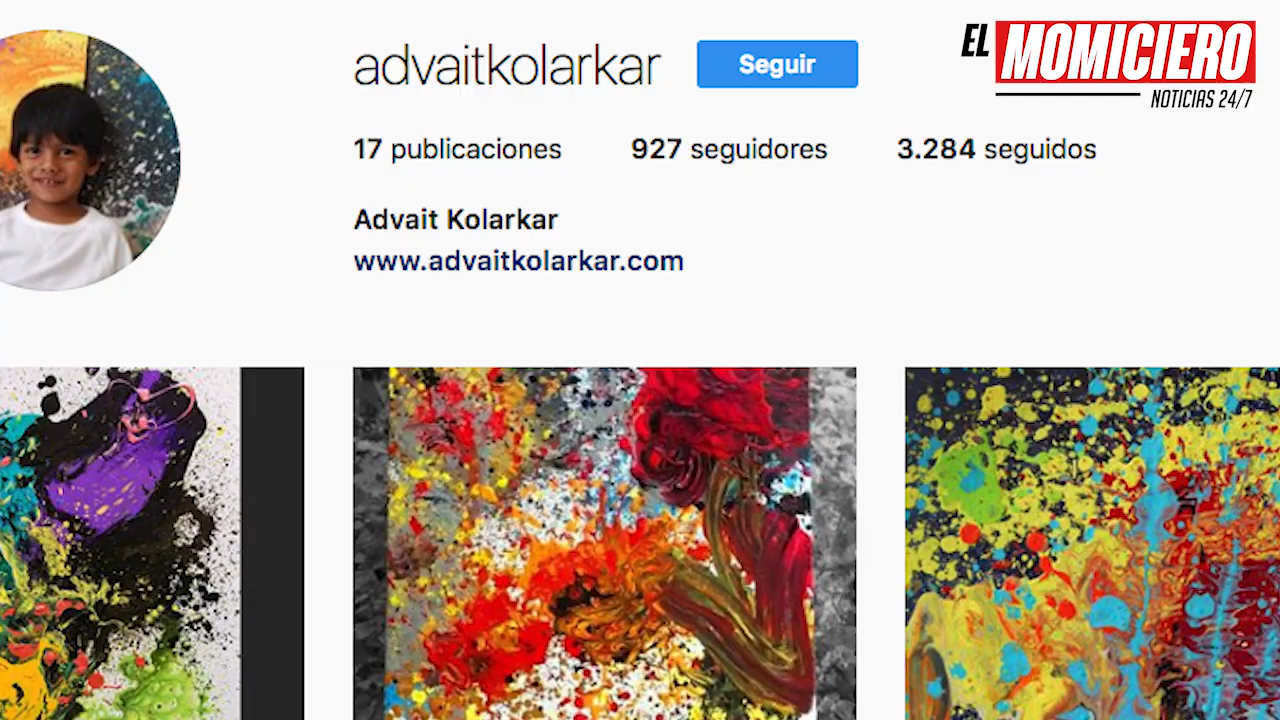 EL MOMICIERO
NOTICIAS 24/7
advaitkolarkar Seguir
17 publicaciones 927 seguidores 3.284 seguidos
Advait Kolarkar
www.advaitkolarkar.com